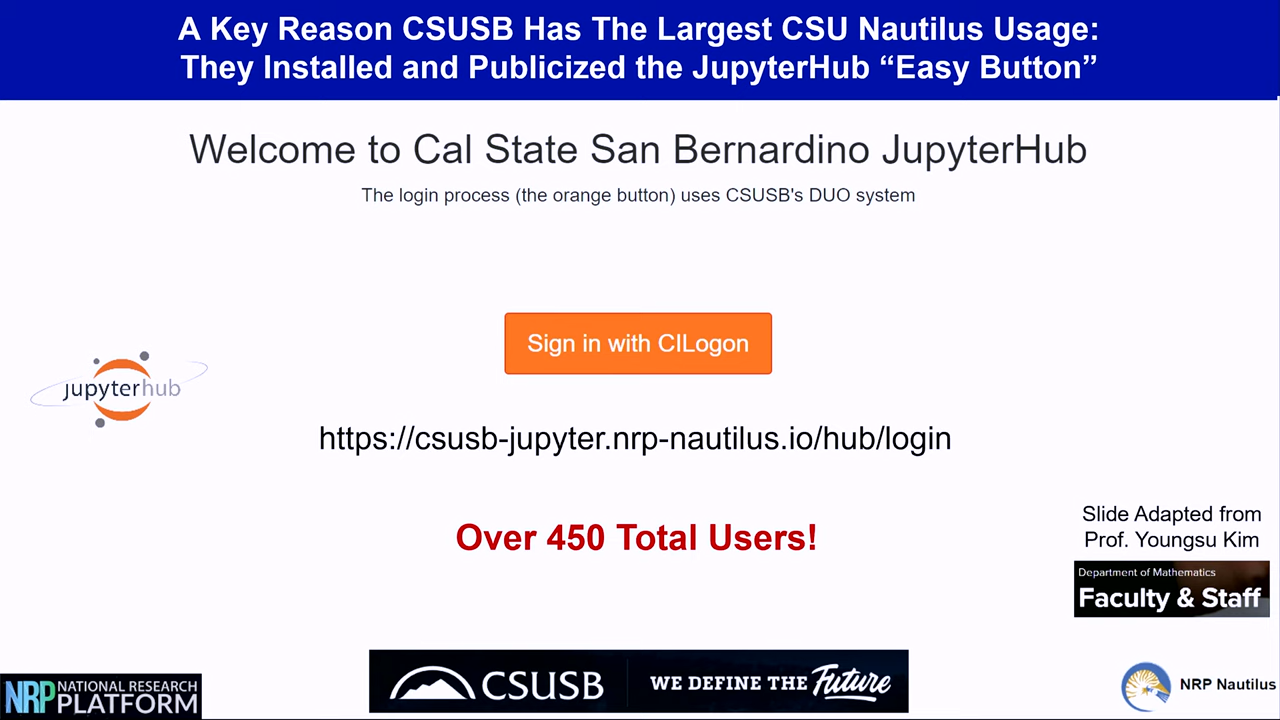 A Key Reason CSUSB Has The Largest CSU Nautilus Usage:
They Installed and Publicized the JupyterHub “Easy Button”
Welcome to Cal State San Bernardino JupyterHub
The login process (the orange button) uses CSUSB's DUO system
Sign in with CILogon
jupyterhub
https://csusb-jupyter.nrp-nautilus.io/hub/login
Over 450 Total Users!
Slide Adapted from
Prof. Youngsu Kim
Department of Mathematics
Faculty & Staff
NRP NATIONAL RESEARCH
PLATFORM
CSUSB WE DEFINE THE Future
NRP Nautilus